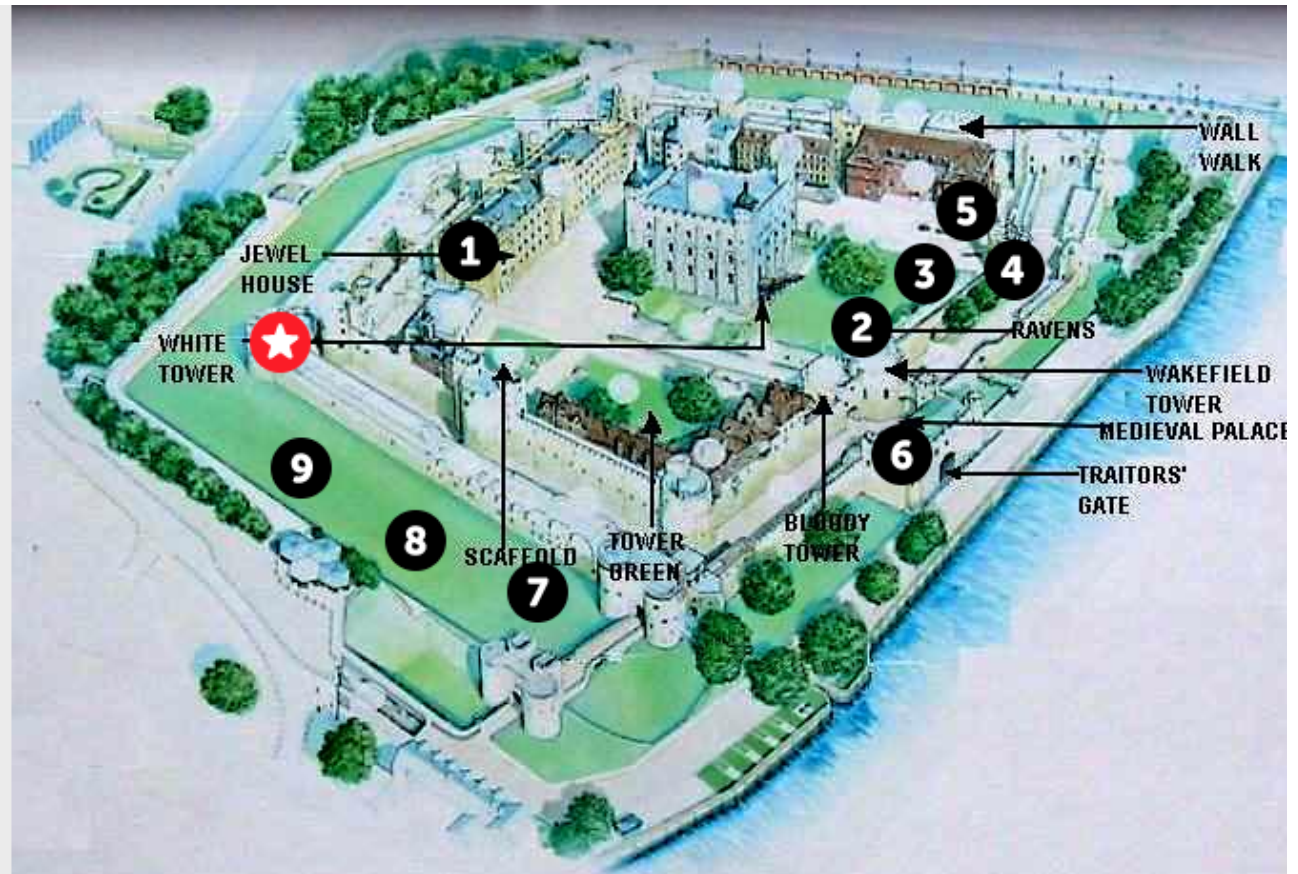 WALL
WALK
5
JEWEL
HOUSE
1
3
4
2
RAVENS
WHITE
TOWER
WAKEFIELD
TOWER
MEDIEVAL PALACE
6
TRAITORS'
GATE
9
8
SCAFFOLD
TOWER
GREEN
BLOODY
TOWER
7